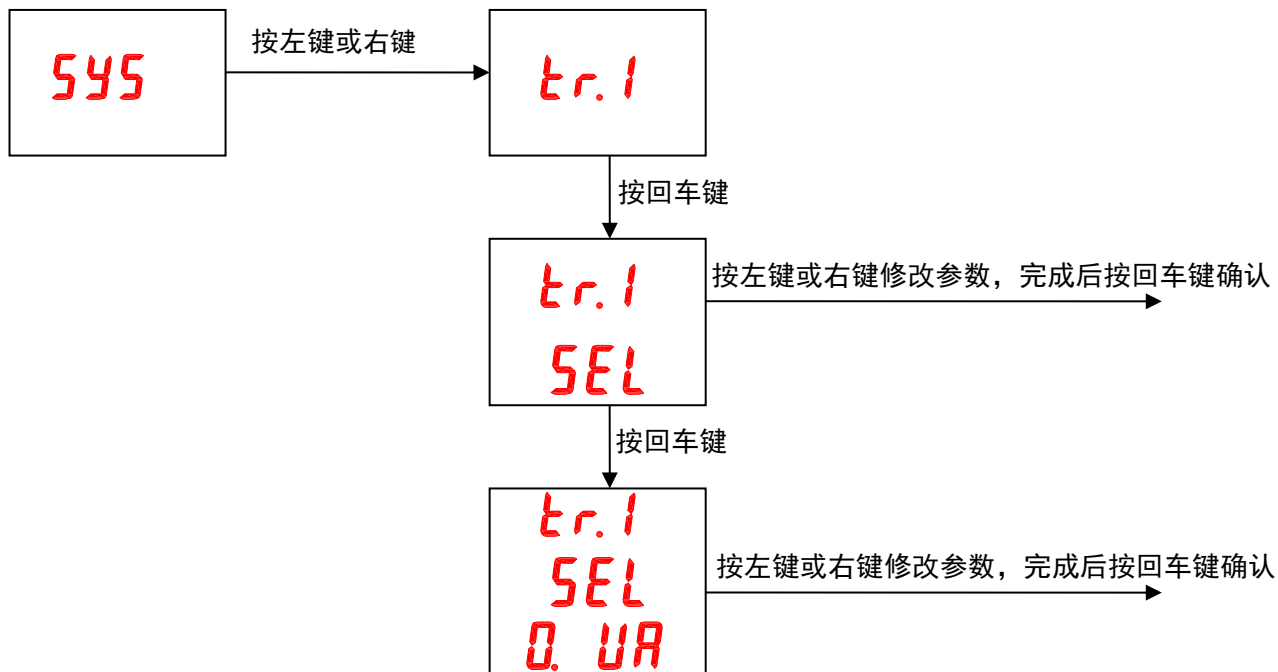 SYS
按左键或右键
tr.1
按回车键
tr.1
SEL
按左键或右键修改参数，完成后按回车键确认
按回车键
tr.1
SEL
0. UA
按左键或右键修改参数，完成后按回车键确认